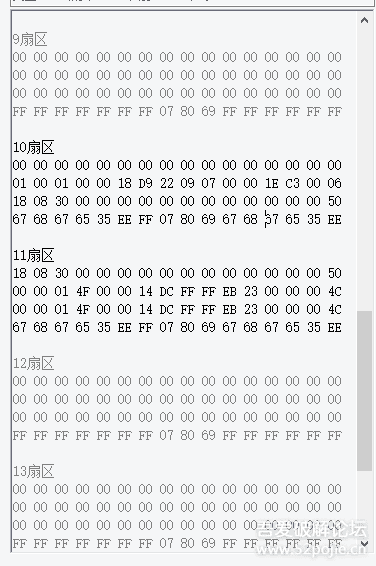 9扇区
00 00 00 00 00 00 00 00 00 00 00 00 00 00 00 00
00 00 00 00 00 00 00 00 00 00 00 00 00 00 00 00
00 00 00 00 00 00 00 00 00 00 00 00 00 00 00 00
FF FF FF FF FF FF FF 07 80 69 FF FF FF FF FF FF
10扇区
00 00 00 00 00 00 00 00 00 00 00 00 00 00 00 00
01 00 01 00 00 18 D9 22 09 07 00 00 1E C3 00 06
18 08 30 00 00 00 00 00 00 00 00 00 00 00 00 50
67 68 67 65 35 EE FF 07 80 69 67 68 67 65 35 EE
11扇区
18 08 30 00 00 00 00 00 00 00 00 00 00 00 00 50
00 00 01 4F 00 00 14 DC FF FF EB 23 00 00 00 4C
00 00 01 4F 00 00 14 DC FF FF EB 23 00 00 00 4C
67 68 67 65 35 EE FF 07 80 69 67 68 67 65 35 EE
12扇区
00 00 00 00 00 00 00 00 00 00 00 00 00 00 00 00
00 00 00 00 00 00 00 00 00 00 00 00 00 00 00 00
00 00 00 00 00 00 00 00 00 00 00 00 00 00 00 00
FF FF FF FF FF FF FF 07 80 69 FF FF FF FF FF FF
13扇区
00 00 00 00 00 00 00 00 00 00 00 00 00 00 00 00
00 00 00 00 00 00 00 00 00 00 00 00 00 00 00 00
00 00 00 00 00 00 00 00 00 00 00 00 00 00 00 00
FF FF FF FF FF FF FF 07 80 69 FF FF FF FF FF FF
吾爱破解论坛
www.52pojie.cn